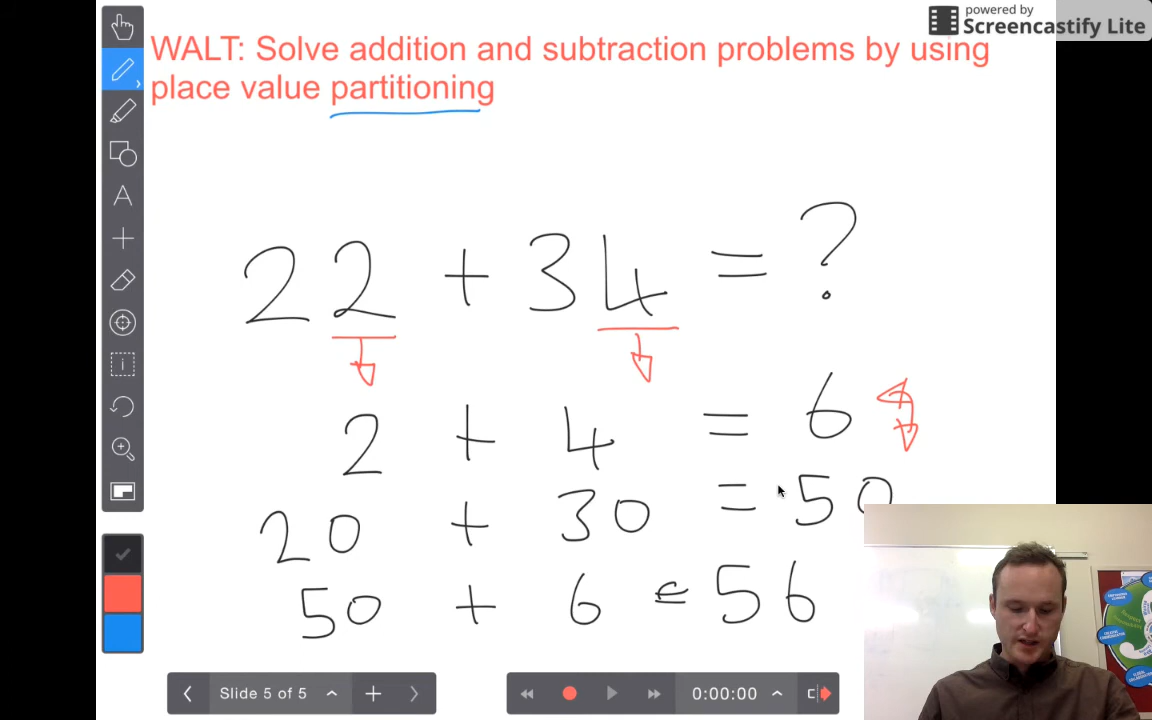 powered by
Screencastify Lite
WALT: Solve addition and subtraction problems by using
place value partitioning
22 + 34 = ?
2 + 4 = 6
20 + 30 = 50
50 + 6 = 56
Slide 5 of 5
0:00:00